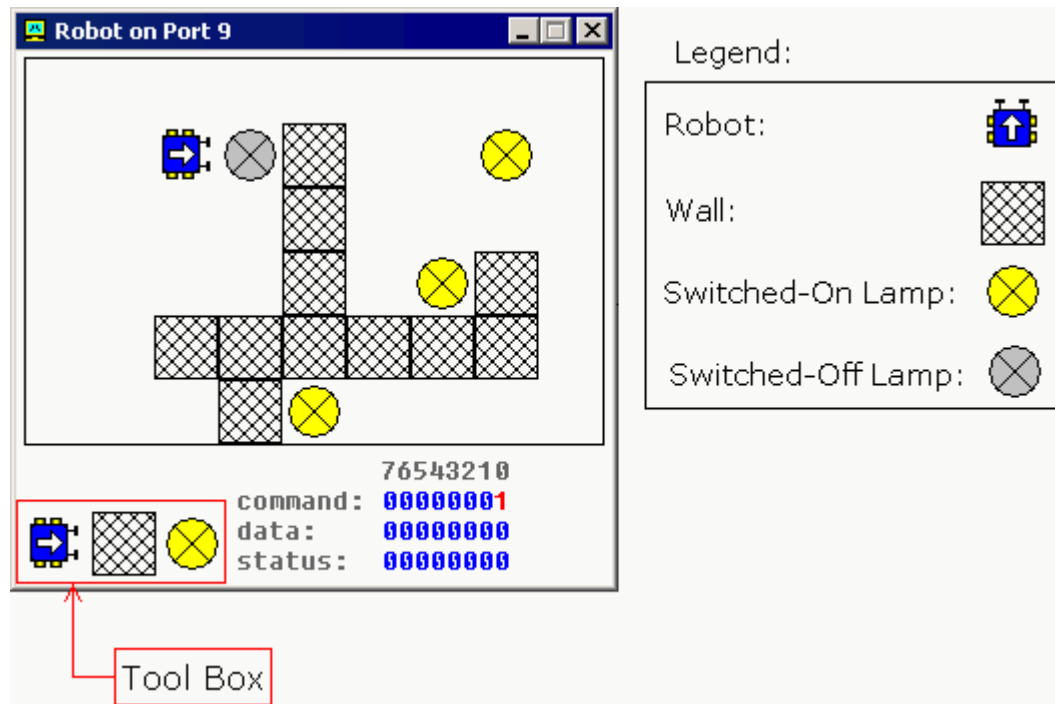 Robot on Port 9
Legend:
Robot:
Wall:
Switched-On Lamp:
Switched-Off Lamp:
76543210
command: 00000001
data: 00000000
status: 00000000
Tool Box